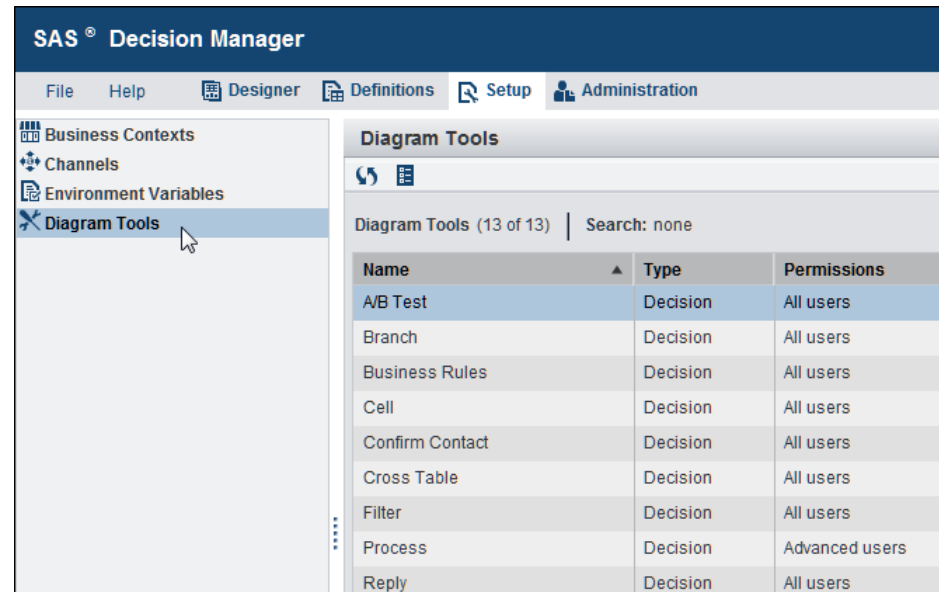 SAS ® Decision Manager
File Help Designer Definitions Setup Administration
Business Contexts
Channels
Environment Variables
Diagram Tools
Diagram Tools
Diagram Tools (13 of 13) Search: none
Name Type Permissions
A/B Test Decision All users
Branch Decision All users
Business Rules Decision All users
Cell Decision All users
Confirm Contact Decision All users
Cross Table Decision All users
Filter Decision All users
Process Decision Advanced users
Reply Decision All users